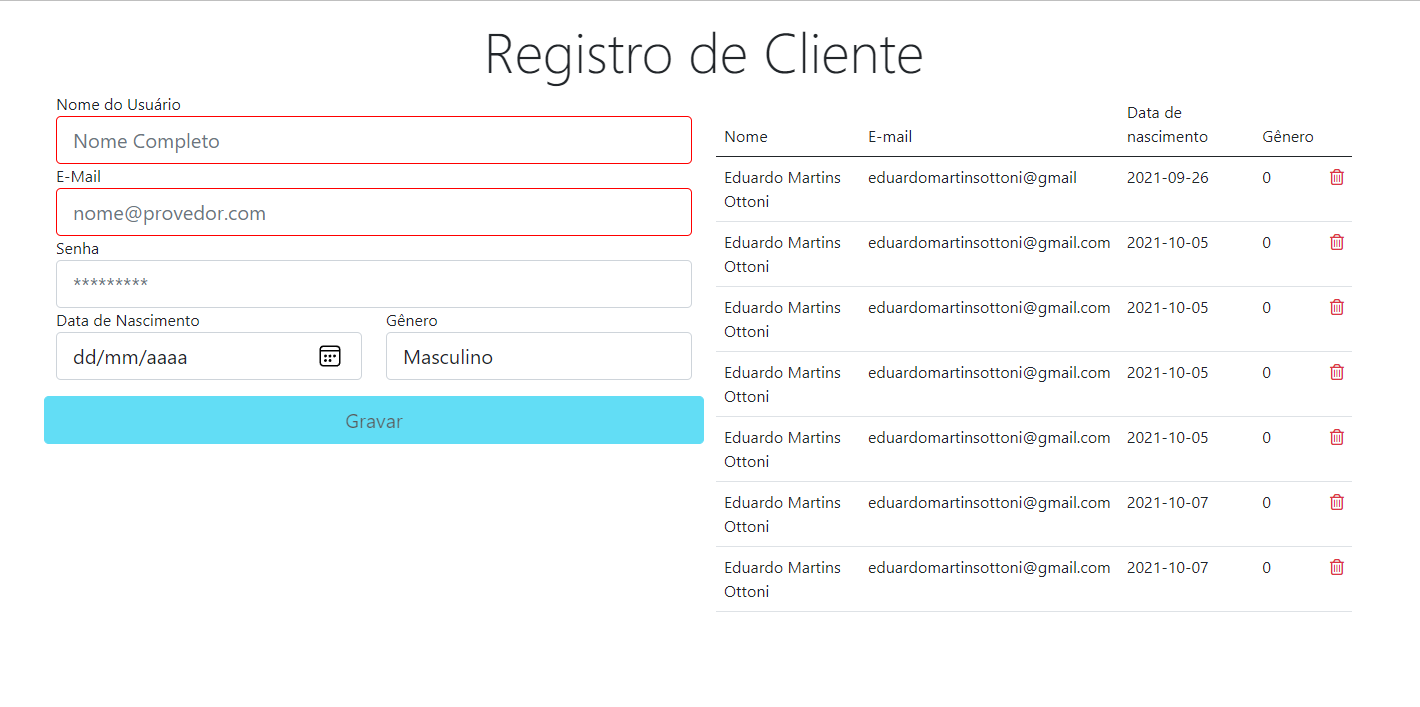 Registro de Cliente
Nome do Usuário
Nome Completo
E-Mail
nome@provedor.com
Senha
*********
Data de Nascimento Gênero
dd/mm/aaaa Masculino
Gravar
Data de
Nome E-mail nascimento Gênero
Eduardo Martins eduardomartinsottoni@gmail 2021-09-26 0
Ottoni
Eduardo Martins eduardomartinsottoni@gmail.com 2021-10-05 0
Ottoni
Eduardo Martins eduardomartinsottoni@gmail.com 2021-10-05 0
Ottoni
Eduardo Martins eduardomartinsottoni@gmail.com 2021-10-05 0
Ottoni
Eduardo Martins eduardomartinsottoni@gmail.com 2021-10-05 0
Ottoni
Eduardo Martins eduardomartinsottoni@gmail.com 2021-10-07 0
Ottoni
Eduardo Martins eduardomartinsottoni@gmail.com 2021-10-07 0
Ottoni